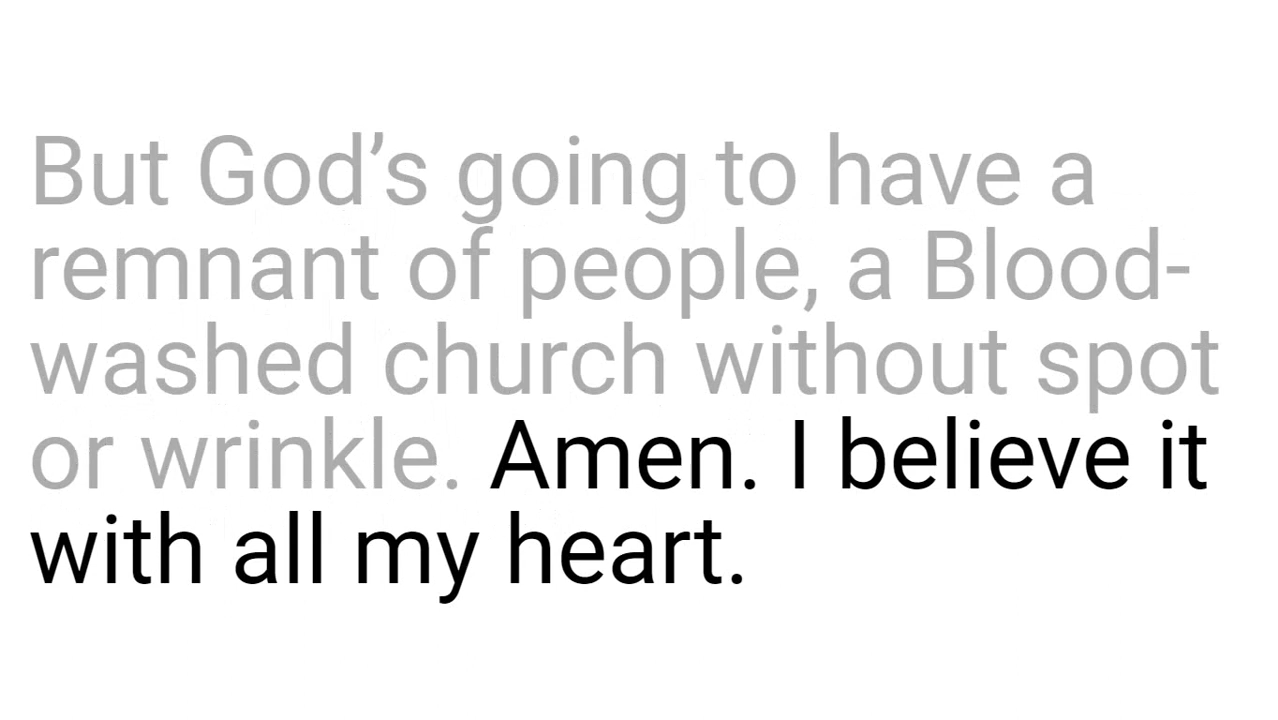 But God’s going to have a
remnant of people, a Blood-
washed church without spot
or wrinkle. Amen. I believe it
with all my heart.